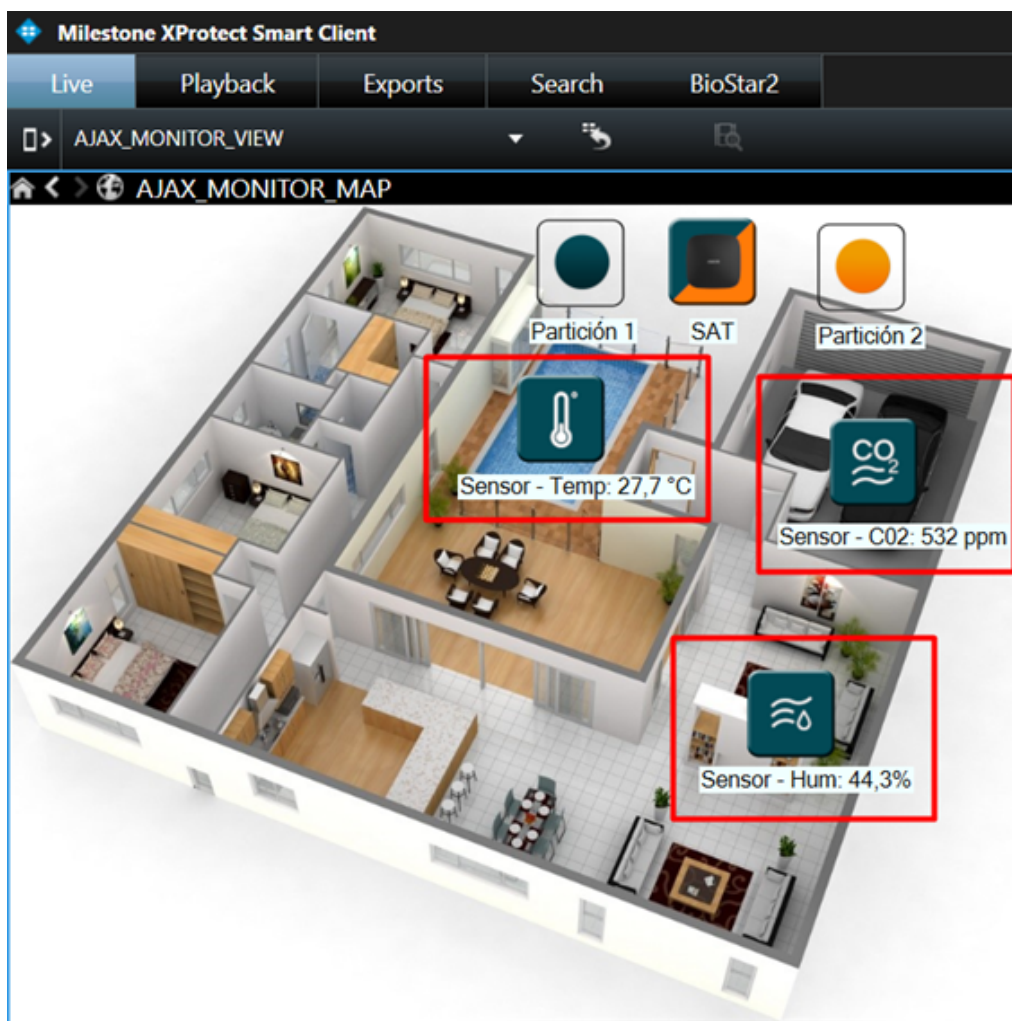 Milestone XProtect Smart Client
Live Playback Exports Search BioStar2
AJAX_MONITOR_VIEW
AJAX_MONITOR_MAP
Partición 1 SAT Partición 2
Sensor - Temp: 27,7 °C
CO2
Sensor - C02: 532 ppm
Sensor - Hum: 44,3%